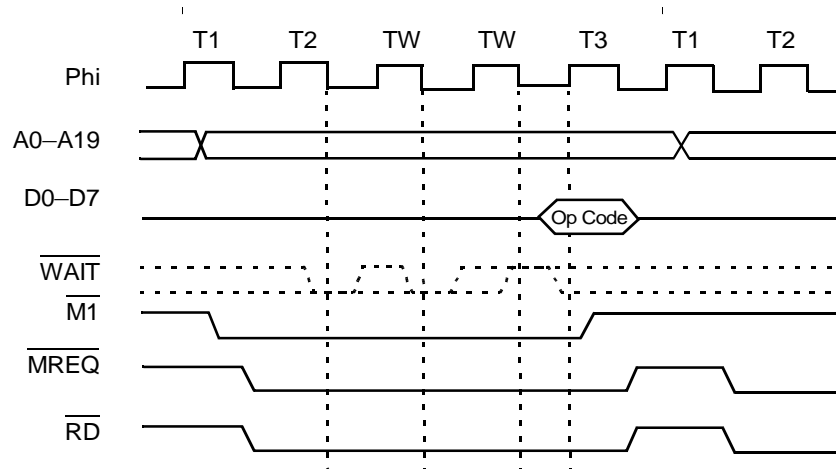 T1 T2 TW TW T3 T1 T2
Phi
A0–A19
D0–D7
Op Code
WAIT
M1
MREQ
RD